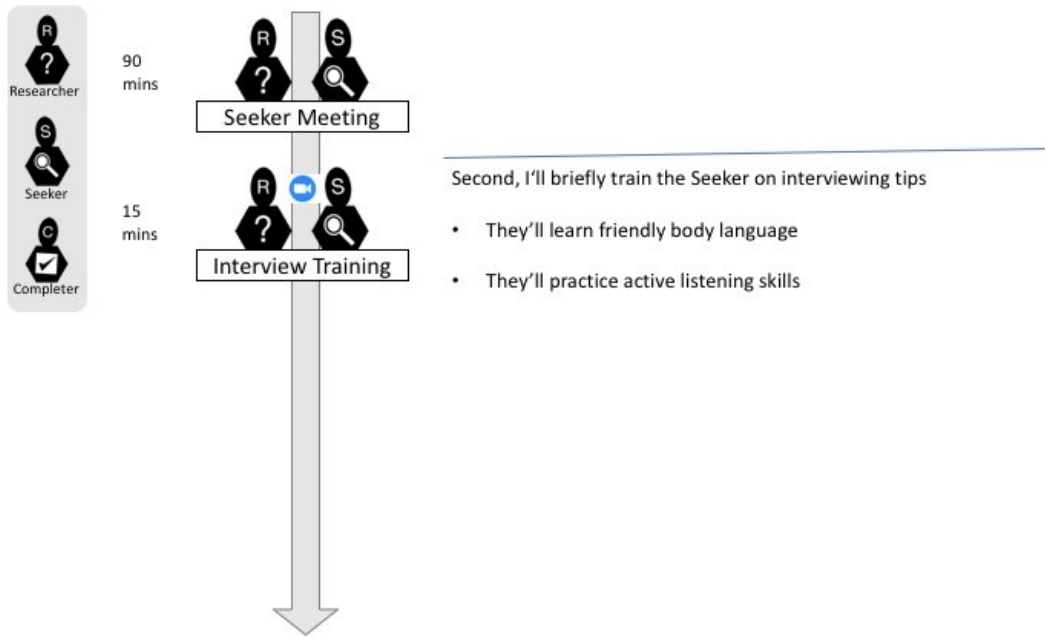 R
?
Researcher
S
Seeker
C
Completer
90
mins
R
S
?
Seeker Meeting
15
mins
R
S
?
Interview Training
Second, I'll briefly train the Seeker on interviewing tips
• They'll learn friendly body language
• They'll practice active listening skills